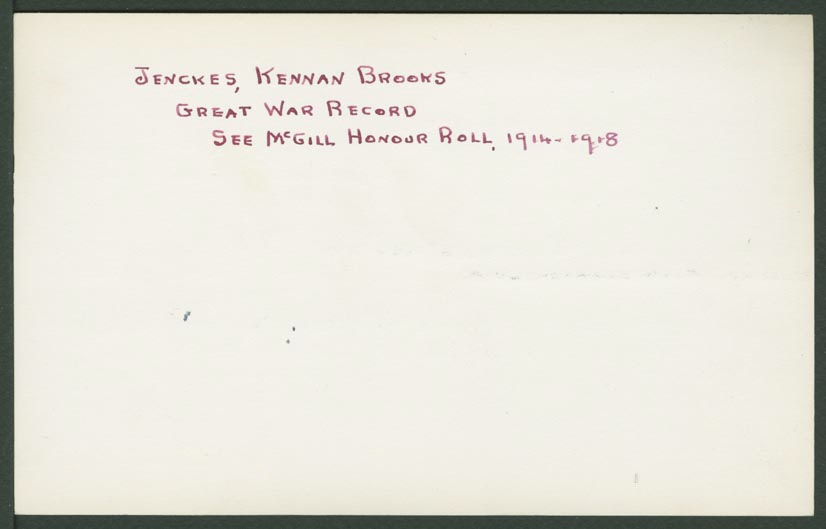 JENCKES, KENNAN BROOKS
GREAT WAR RECORD
SEE McGILL HONOUR ROLL, 1914-1918